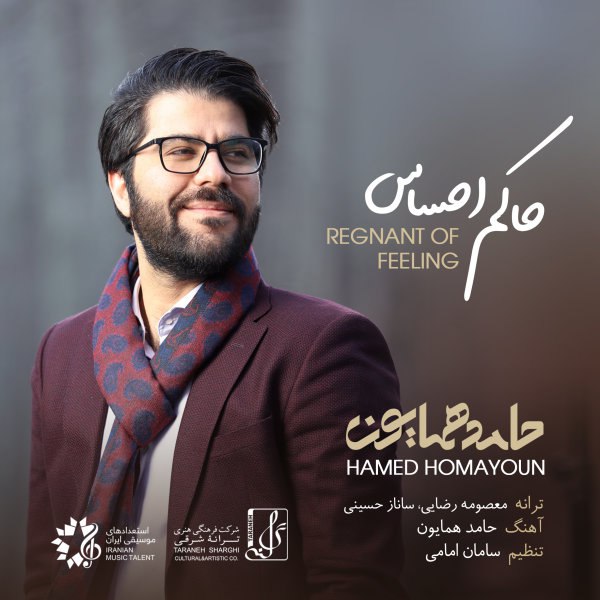 حاکم احساس
REGNANT OF
FEELING
حامد همایون
HAMED HOMAYOUN
ترانه معصومه رضایی، ساناز حسینی
آهنگ حامد همایون
تنظیم سامان امامی
استعدادهای
موسیقی ایران
IRANIAN
MUSIC TALENT
شرکت فرهنگی هنری
ترانه شرقی
TARANEH SHARGHI
CULTURAL&ARTISTIC CO.
TARANEH